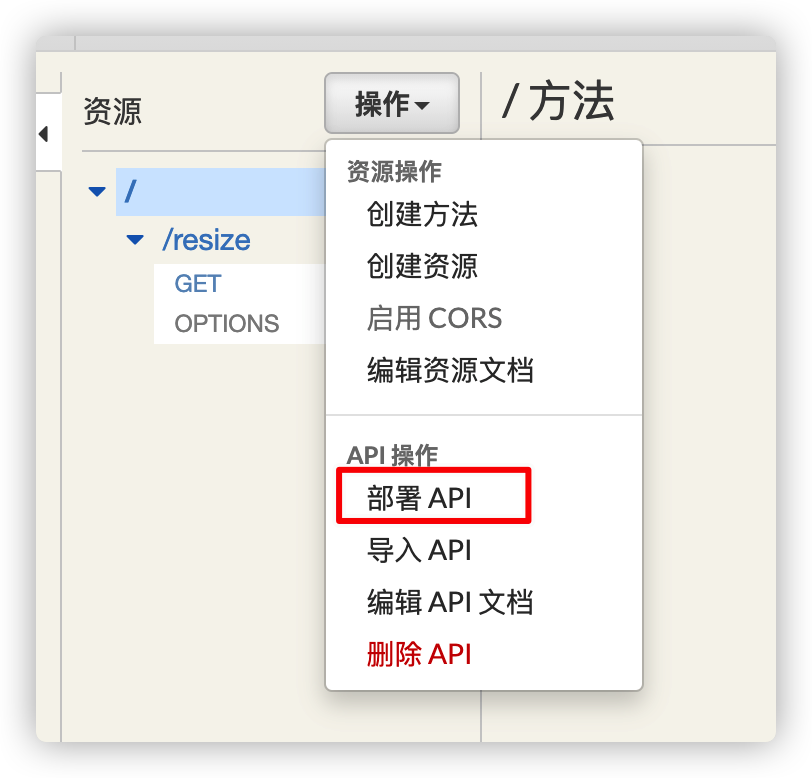 资源
操作
/ 方法
/
/resize
GET
OPTIONS
资源操作
创建方法
创建资源
启用 CORS
编辑资源文档
API 操作
部署 API
导入 API
编辑 API 文档
删除 API